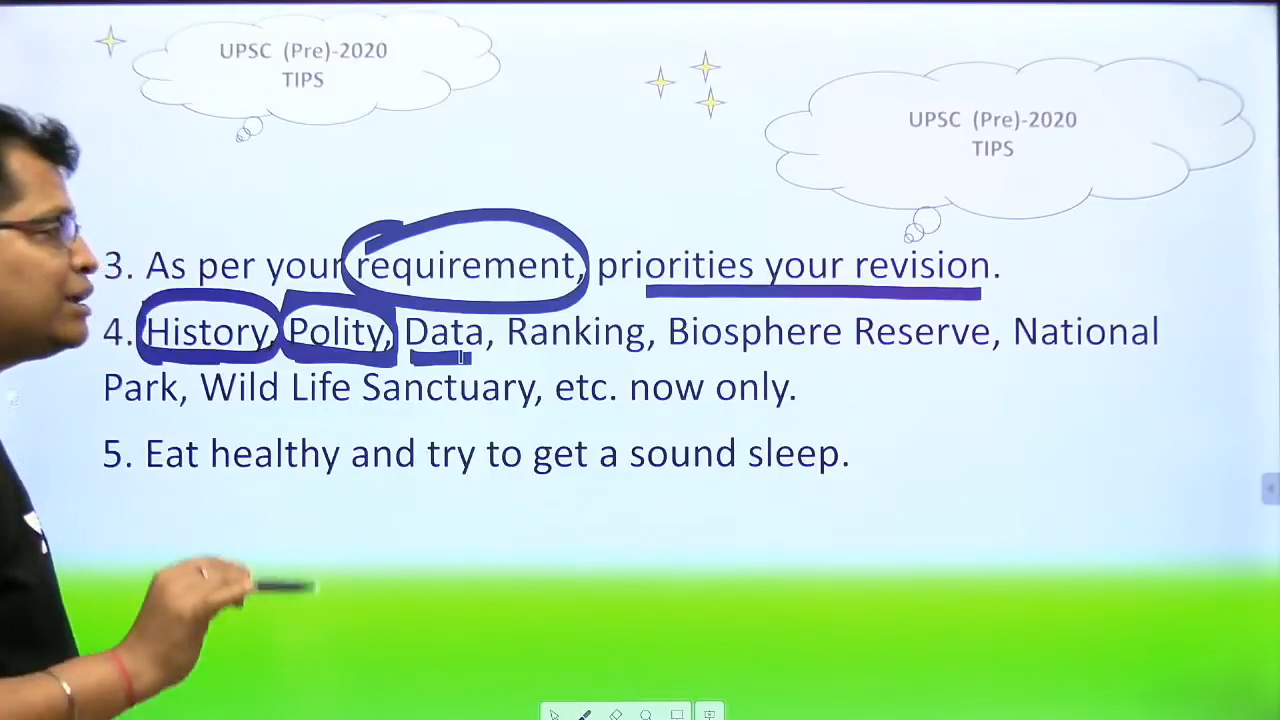 UPSC (Pre)-2020
TIPS
UPSC (Pre)-2020
TIPS
3. As per your requirement, priorities your revision.
4. History, Polity, Data, Ranking, Biosphere Reserve, National
Park, Wild Life Sanctuary, etc. now only.
5. Eat healthy and try to get a sound sleep.